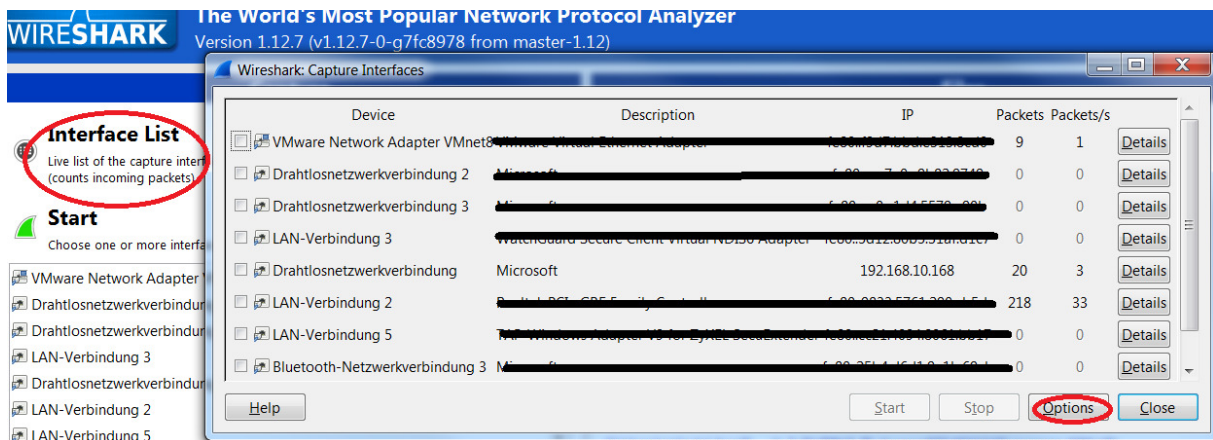 The World's Most Popular Network Protocol Analyzer
WIRESHARK
Version 1.12.7 (v1.12.7-0-g7fc8978 from master-1.12)
Wireshark: Capture Interfaces
Interface List
Live list of the capture interf
(counts incoming packets)
Start
Choose one or more interfa
VMware Network Adapter
Drahtlosnetzwerkverbindur
Drahtlosnetzwerkverbindur
LAN-Verbindung 3
Drahtlosnetzwerkverbindur
LAN-Verbindung 2
LAN-Verbindung 5
Device Description IP Packets Packets/s
VMware Network Adapter VMnet8 9 1 Details
Drahtlosnetzwerkverbindung 2 0 0 Details
Drahtlosnetzwerkverbindung 3 0 0 Details
LAN-Verbindung 3 0 0 Details
Drahtlosnetzwerkverbindung Microsoft 192.168.10.168 20 3 Details
LAN-Verbindung 2 218 33 Details
LAN-Verbindung 5 0 0 Details
Bluetooth-Netzwerkverbindung 3 0 0 Details
Help Start Stop Options Close